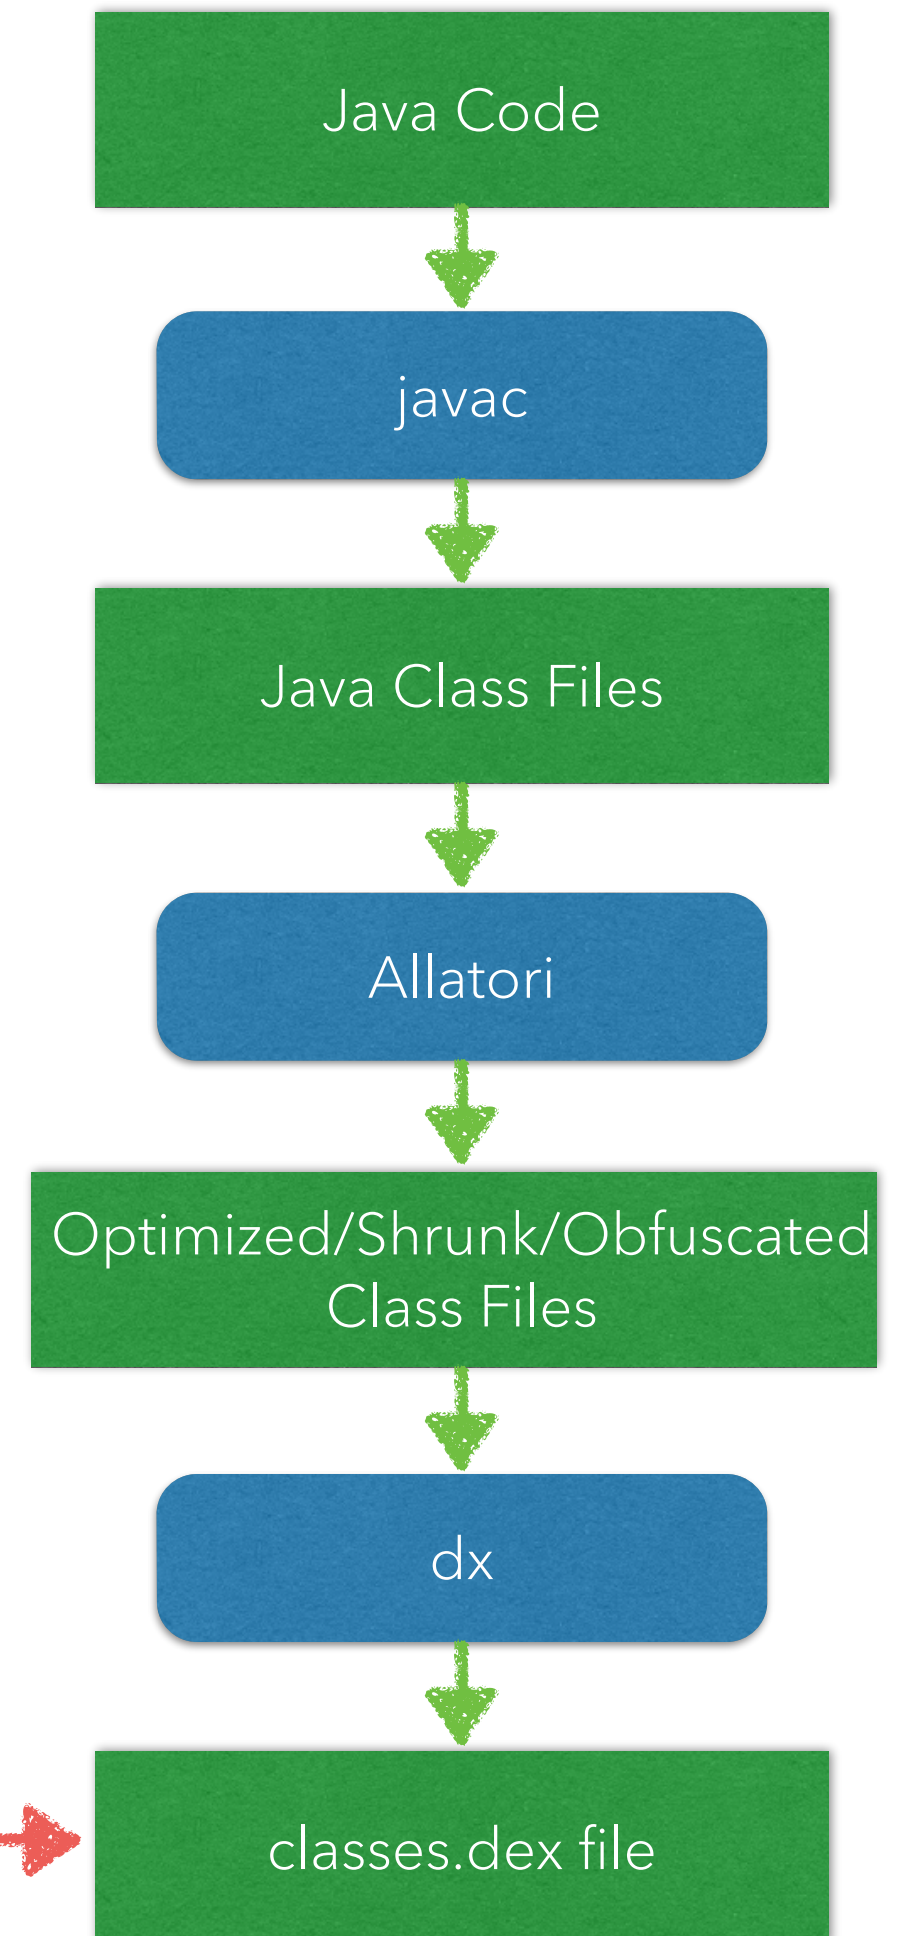 Java Code
javac
Java Class Files
Allatori
Optimized/Shrunk/Obfuscated
Class Files
dx
classes.dex file